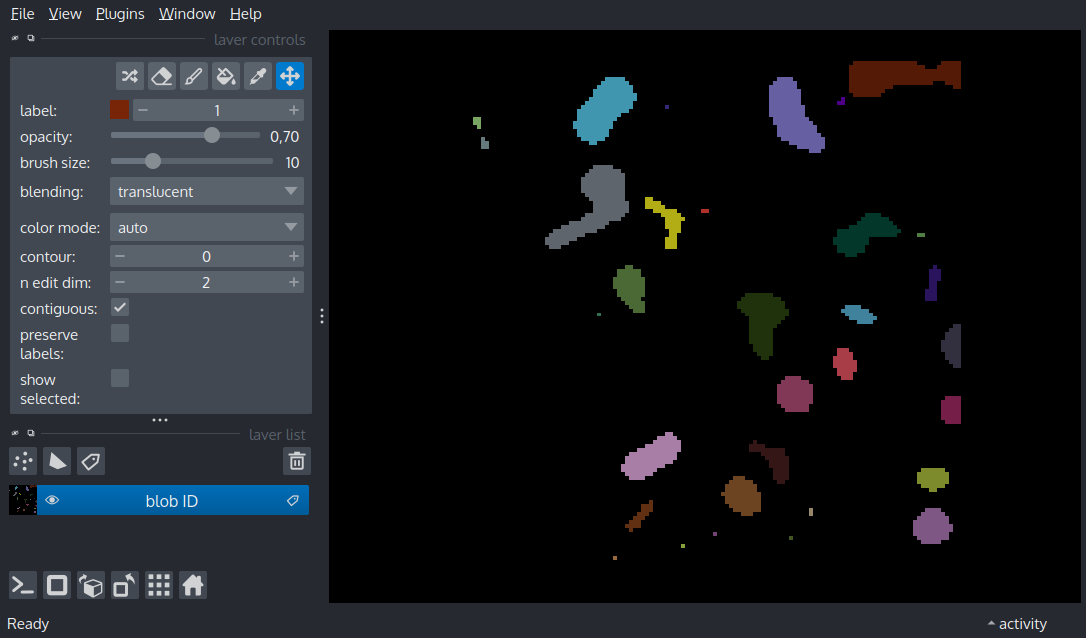 File View Plugins Window Help
layer controls
label: 1
opacity: 0,70
brush size: 10
blending: translucent
color mode: auto
contour: 0
n edit dim: 2
contiguous:
preserve
labels:
show
selected:
layer list
blob ID
Ready
activity